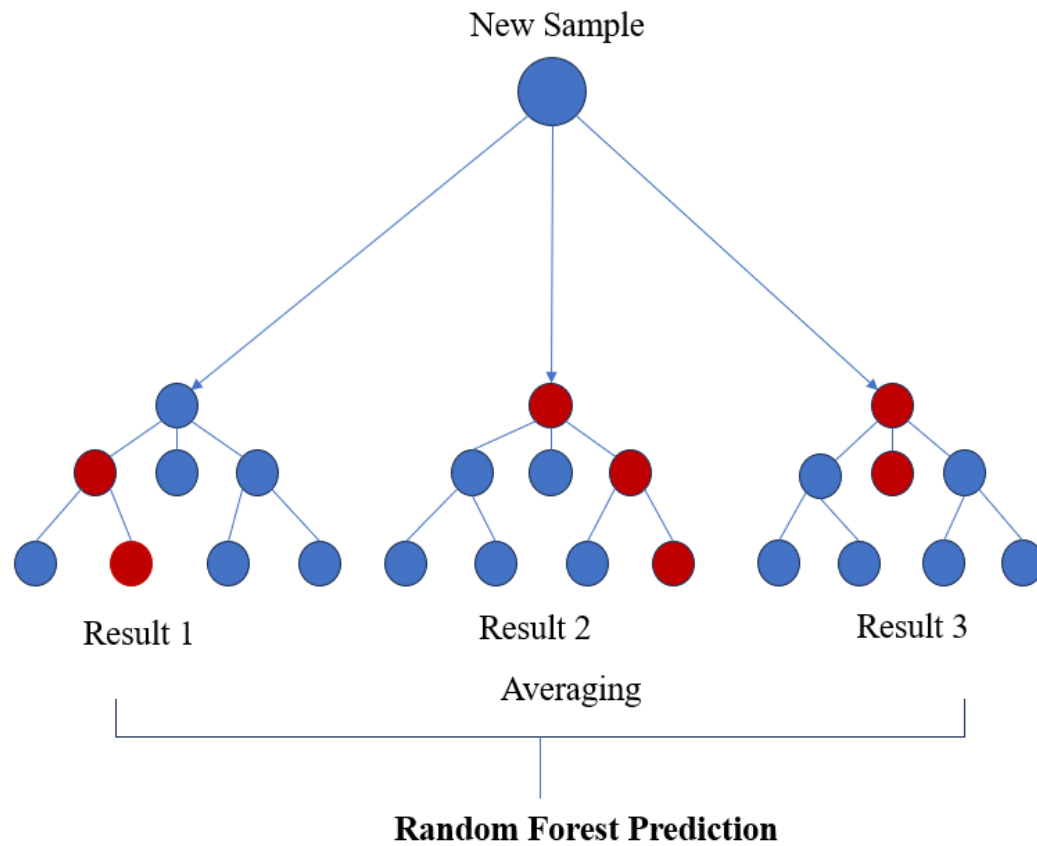 New Sample
Result 1
Result 2
Result 3
Averaging
Random Forest Prediction